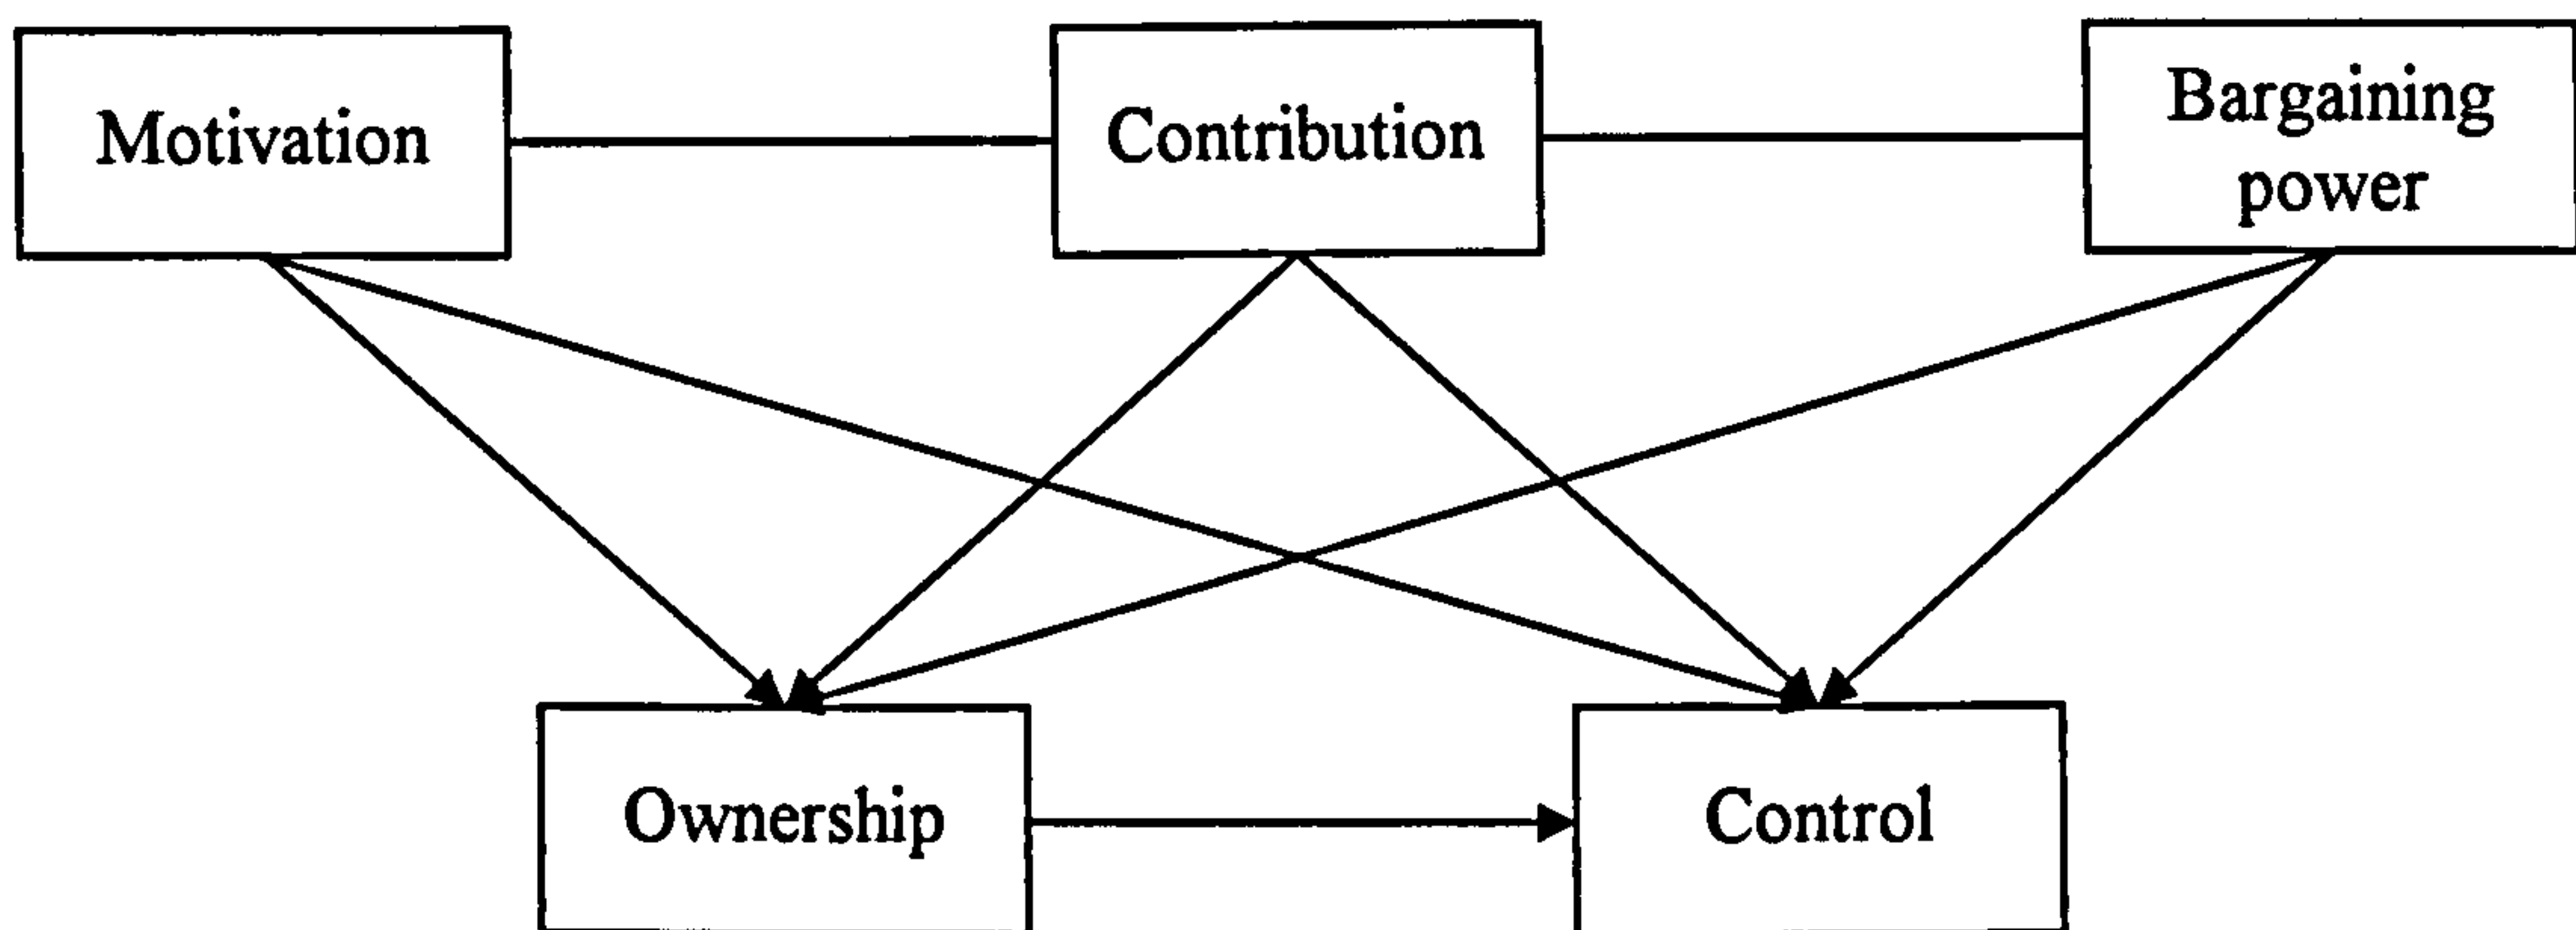 Motivation
Contribution
Bargaining
power
Ownership
Control